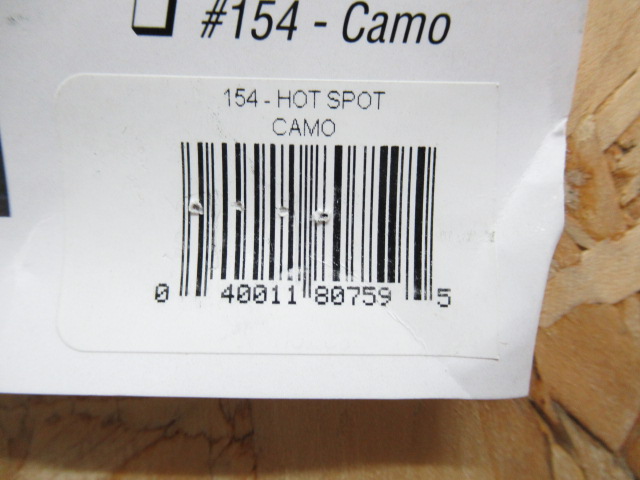 #154 - Camo
154 - HOT SPOT
CAMO
0 40011 80759 5